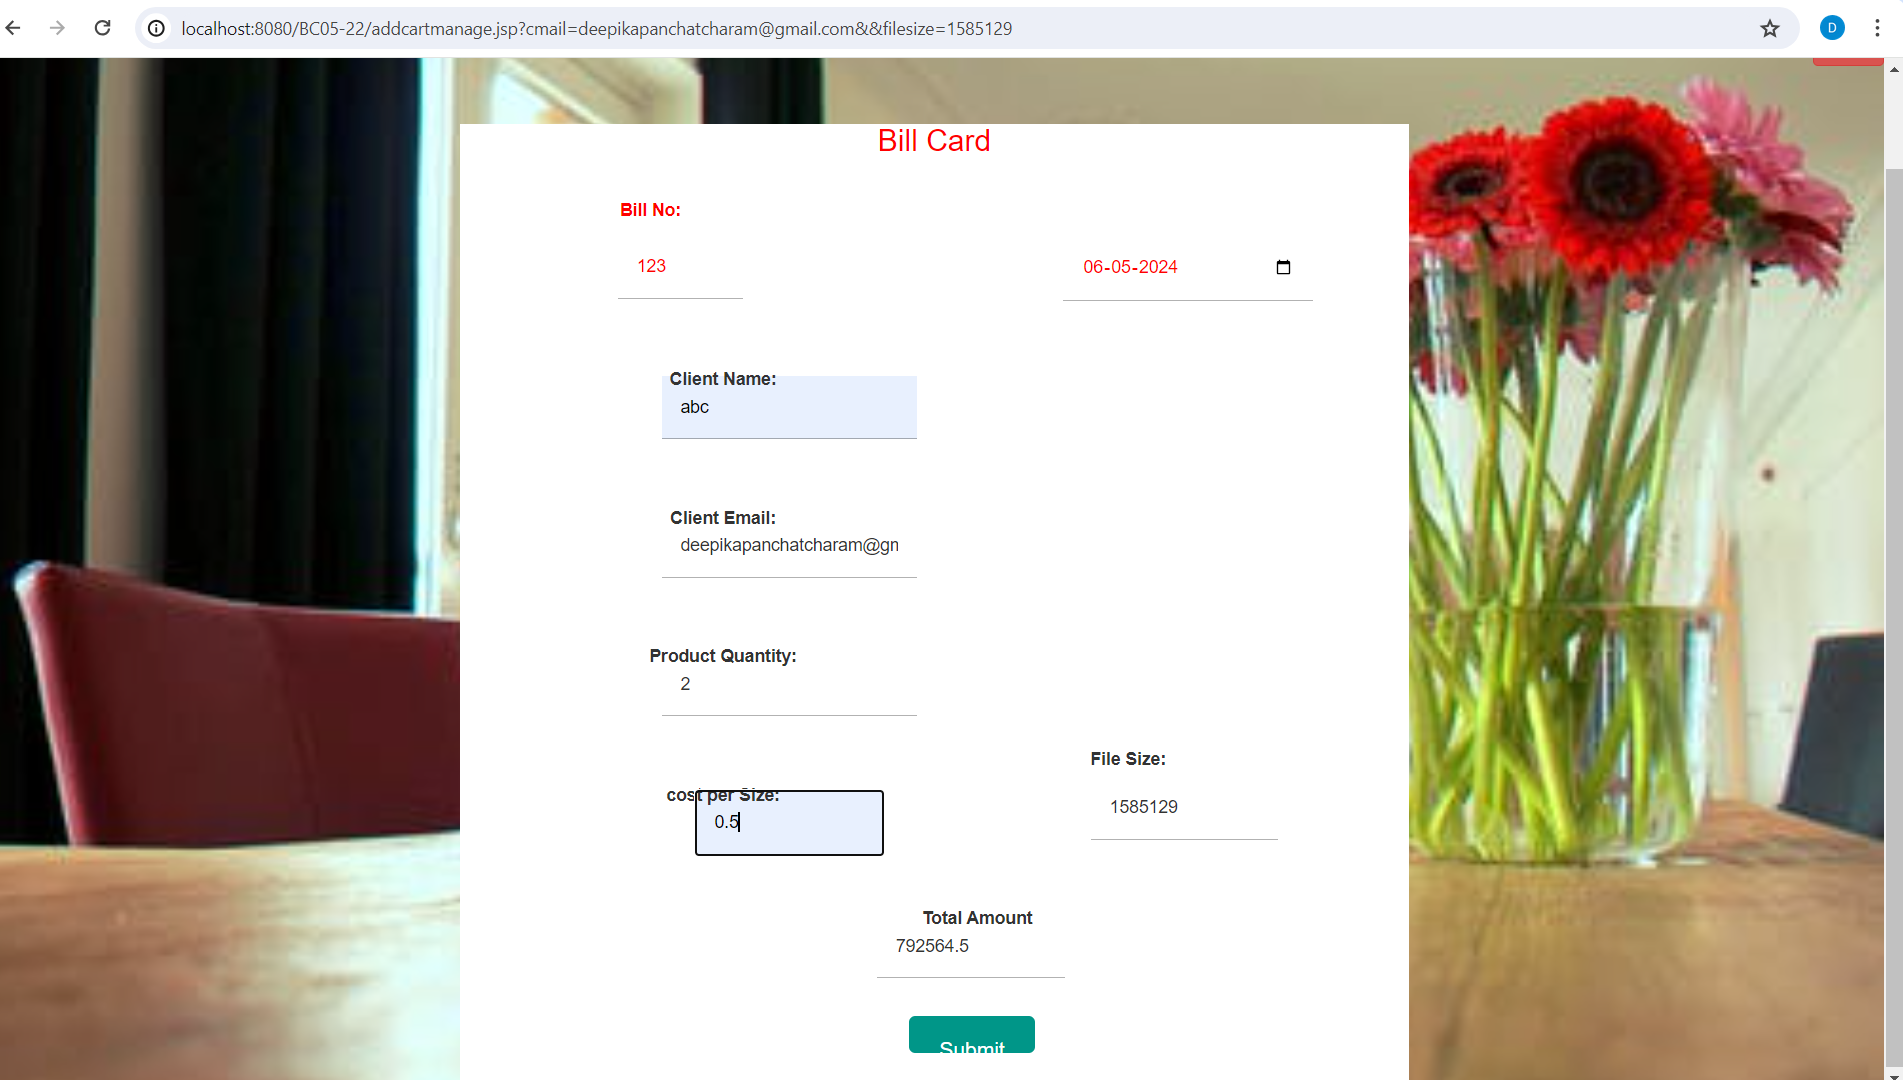 localhost:8080/BC05-22/addcartmanage.jsp?cmail=deepikapanchatcharam@gmail.com&&filesize=1585129
D
Bill Card
Bill No:
123
06-05-2024
Client Name:
abc
Client Email:
deepikapanchatcharam@gn
Product Quantity:
2
File Size:
cost per Size:
1585129
0.5
Total Amount
792564.5
Submit